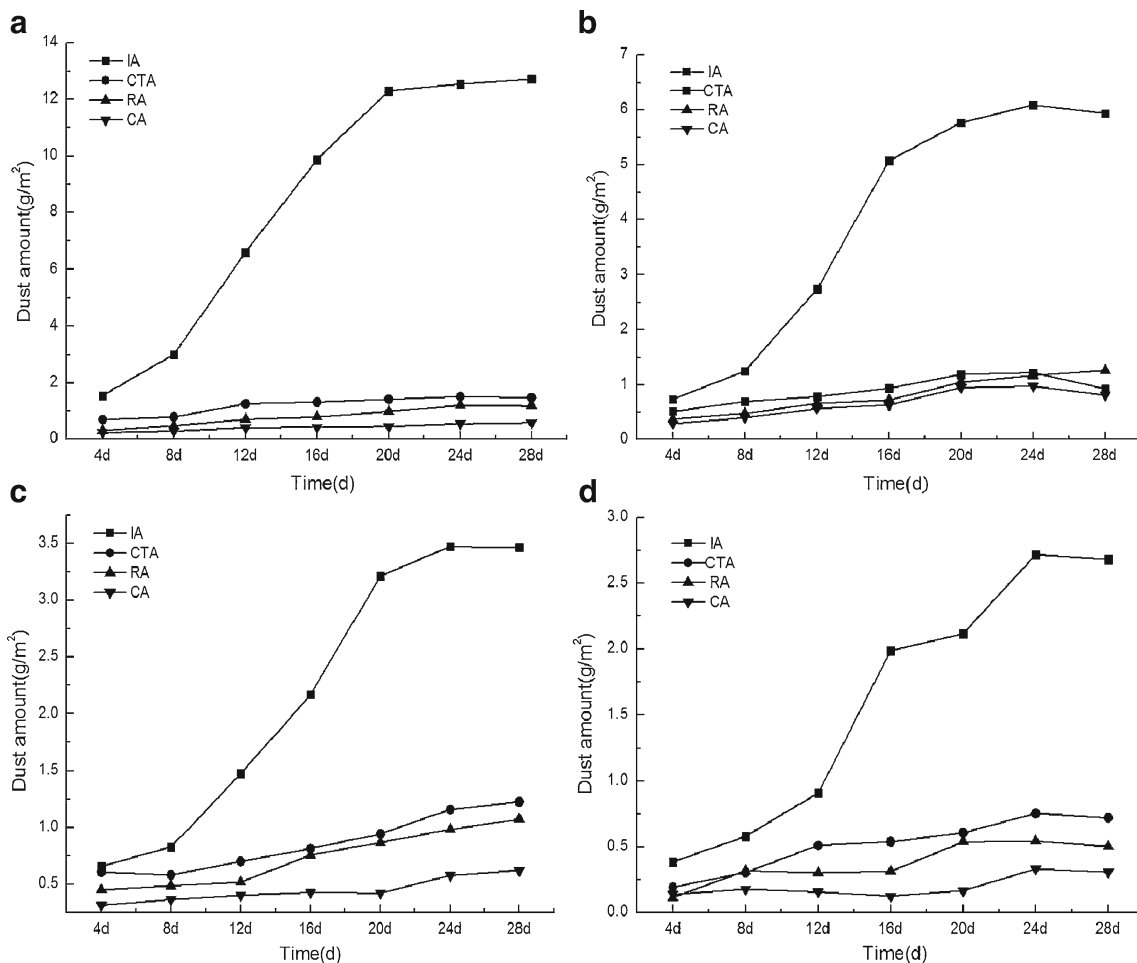 a
IA
CTA
RA
CA
14
12
10
8
6
4
2
0
Dust amount(g/m²)
4d 8d 12d 16d 20d 24d 28d
Time(d)
b
IA
CTA
RA
CA
7
6
5
4
3
2
1
0
Dust amount(g/m²)
4d 8d 12d 16d 20d 24d 28d
Time(d)
c
IA
CTA
RA
CA
3.5
3.0
2.5
2.0
1.5
1.0
0.5
Dust amount(g/m²)
4d 8d 12d 16d 20d 24d 28d
Time(d)
d
IA
CTA
RA
CA
3.0
2.5
2.0
1.5
1.0
0.5
0.0
Dust amount(g/m²)
4d 8d 12d 16d 20d 24d 28d
Time(d)